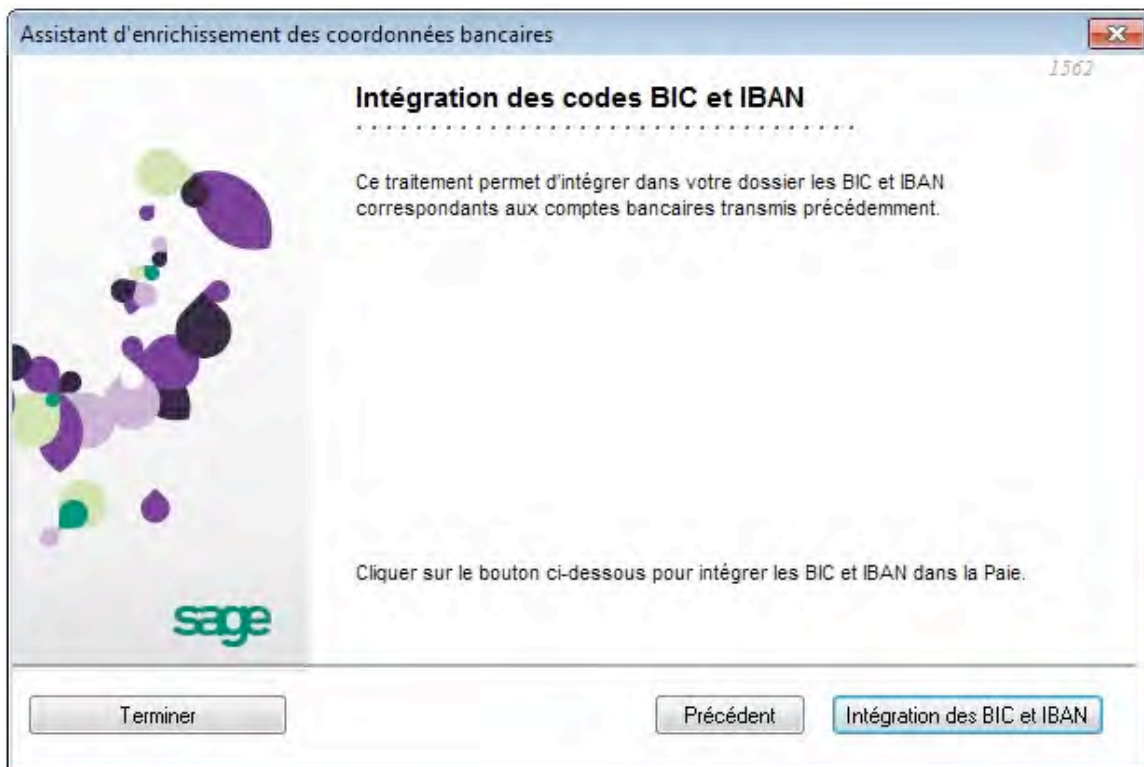 Assistant d'enrichissement des coordonnées bancaires
1562
Intégration des codes BIC et IBAN
Ce traitement permet d'intégrer dans votre dossier les BIC et IBAN
correspondants aux comptes bancaires transmis précédemment.
Cliquer sur le bouton ci-dessous pour intégrer les BIC et IBAN dans la Paie.
sage
Terminer
Précédent
Intégration des BIC et IBAN